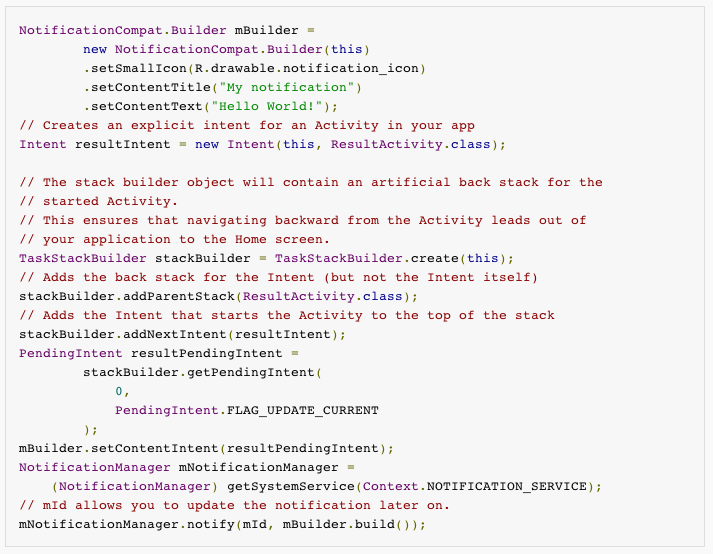 NotificationCompat.Builder mBuilder =
        new NotificationCompat.Builder(this)
        .setSmallIcon(R.drawable.notification_icon)
        .setContentTitle("My notification")
        .setContentText("Hello World!");
// Creates an explicit intent for an Activity in your app
Intent resultIntent = new Intent(this, ResultActivity.class);

// The stack builder object will contain an artificial back stack for the
// started Activity.
// This ensures that navigating backward from the Activity leads out of
// your application to the Home screen.
TaskStackBuilder stackBuilder = TaskStackBuilder.create(this);
// Adds the back stack for the Intent (but not the Intent itself)
stackBuilder.addParentStack(ResultActivity.class);
// Adds the Intent that starts the Activity to the top of the stack
stackBuilder.addNextIntent(resultIntent);
PendingIntent resultPendingIntent =
        stackBuilder.getPendingIntent(
            0,
            PendingIntent.FLAG_UPDATE_CURRENT
        );
mBuilder.setContentIntent(resultPendingIntent);
NotificationManager mNotificationManager =
    (NotificationManager) getSystemService(Context.NOTIFICATION_SERVICE);
// mId allows you to update the notification later on.
mNotificationManager.notify(mId, mBuilder.build());